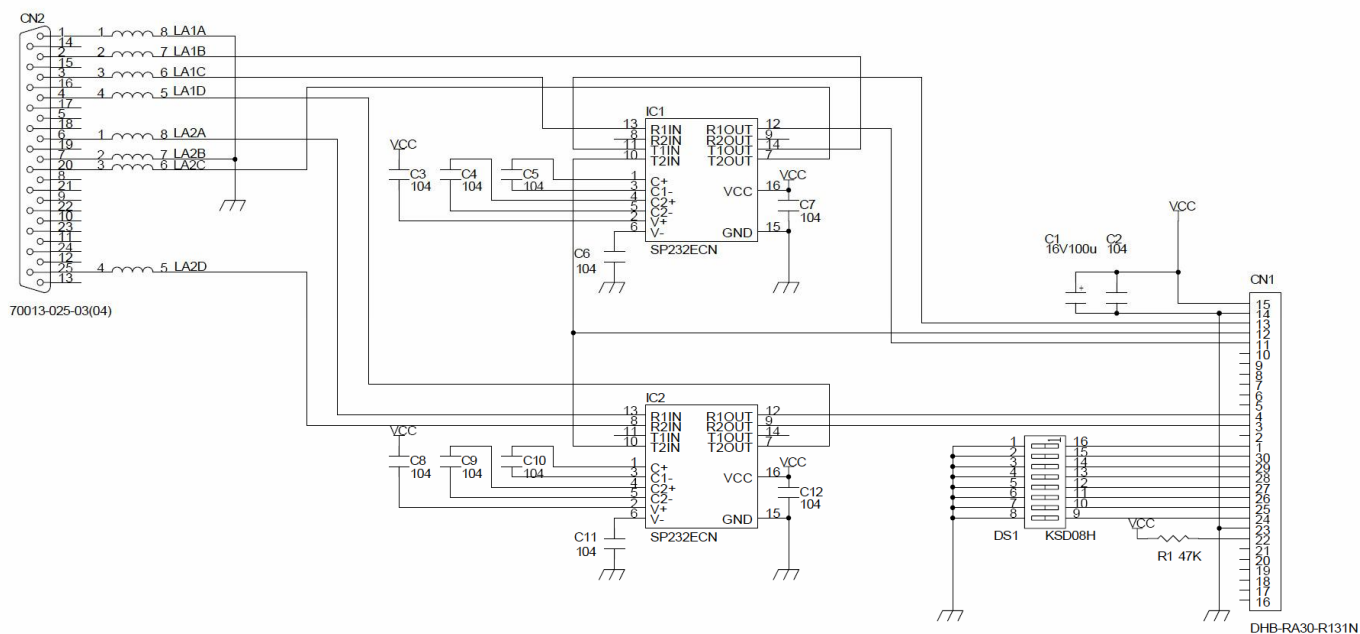 CN2
1 1 8 LA1A
14
2 2 7 LA1B
15
3 3 6 LA1C
16
4 4 5 LA1D
17
5
18
6 1 8 LA2A
19
7 2 7 LA2B
20 3 6 LA2C
8
21
9
22
10
23
11
24
12
25 4 5 LA2D
13
70013-025-03(04)
IC1
13 R1IN R1OUT 12
8 R2IN R2OUT 9
11 T1IN T1OUT 14
10 T2IN T2OUT 7
1 C+
3 C1-
4 C2+
5 C2-
2 V+
6 V-
VCC 16
GND 15
SP232ECN
VCC
C3
104
C4
104
C5
104
C6
104
VCC
C7
104
IC2
13 R1IN R1OUT 12
8 R2IN R2OUT 9
11 T1IN T1OUT 14
10 T2IN T2OUT 7
1 C+
3 C1-
4 C2+
5 C2-
2 V+
6 V-
VCC 16
GND 15
SP232ECN
VCC
C8
104
C9
104
C10
104
C11
104
VCC
C12
104
VCC
C1
16V100u
C2
104
+
CN1
15
14
13
12
11
10
9
8
7
6
5
4
3
2
1
30
29
28
27
26
25
24
23
22
21
20
19
18
17
16
DHB-RA30-R131N
1 1 16
2 15
3 14
4 13
5 12
6 11
7 10
8 9
DS1 KSD08H
VCC
R1 47K